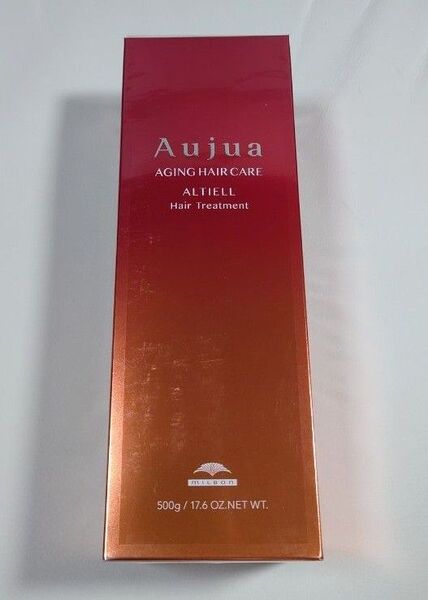 Aujua
AGING HAIR CARE
ALTIELL
Hair Treatment
MILBON
500g / 17.6 OZ.NET WT.